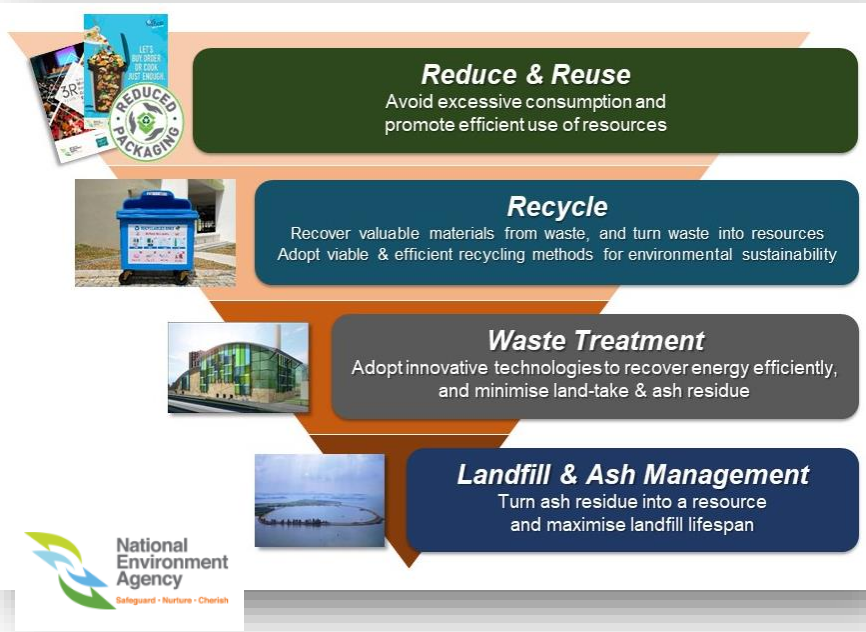 LET'S
BUY, ORDER
OR COOK
JUST ENOUGH.
3R
REDUCED
PACKAGING
Reduce & Reuse
Avoid excessive consumption and
promote efficient use of resources
RECYCLABLES ONLY
Recycle
Recover valuable materials from waste, and turn waste into resources
Adopt viable & efficient recycling methods for environmental sustainability
Waste Treatment
Adopt innovative technologies to recover energy efficiently,
and minimise land-take & ash residue
Landfill & Ash Management
Turn ash residue into a resource
and maximise landfill lifespan
National
Environment
Agency
Safeguard · Nurture · Cherish